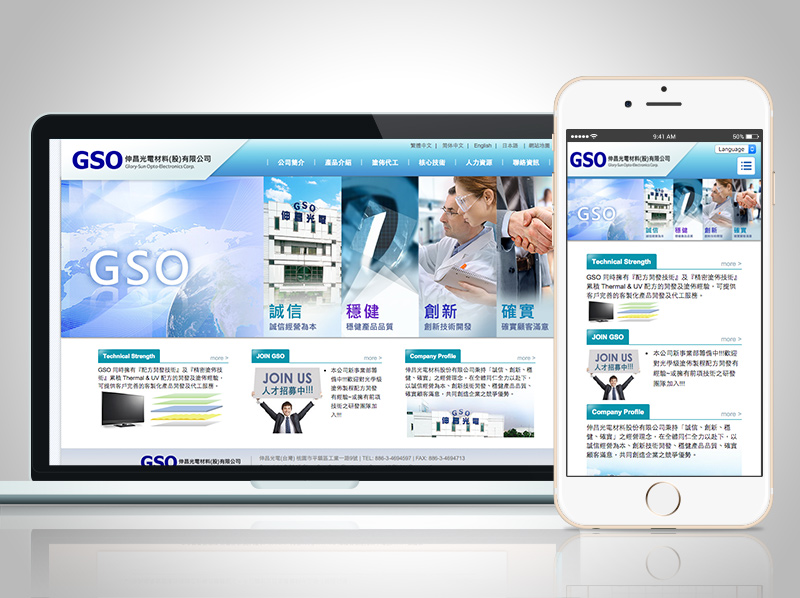 繁體中文 | 簡体中文 | English | 日本語 | 網站地圖
GSO 伸昌光電材料(股)有限公司
Glory-Sun Opto-Electronics Corp.
公司簡介 | 產品介紹 | 塗佈代工 | 核心技術 | 人力資源 | 聯絡資訊
GSO
GSO
伸昌光電
誠信
誠信經營為本
穩健
穩健產品品質
創新
創新技術開發
確實
確實顧客滿意
Technical Strength
more >
GSO 同時擁有『配方開發技術』及『精密塗佈技術』
累積 Thermal & UV 配方的開發及塗佈經驗，可提供
客戶完善的客製化產品開發及代工服務。
JOIN GSO
more >
JOIN US
人才招募中!!!
• 本公司新事業部籌備中!!!歡迎
對光學級塗佈製程配方開發
有經驗~或擁有前項
技術之研發團隊加
入!!!
Company Profile
more >
伸昌光電材料股份有限公司秉持「誠信、創新、穩
健、確實」之經營理念，在全體同仁全力以赴下，
以誠信經營為本、創新技術開發、穩健產品品質、
確實顧客滿意，共同創造企業之競爭優勢。
GSO
GSO 伸昌光電材料(股)有限公司
伸昌光電(台灣) 桃園市平鎮區工業一路9號 | TEL: 886-3-4694597 | FAX: 886-3-4694713
9:41 AM
50%
GSO 伸昌光電材料(股)有限公司
Glory-Sun Opto-Electronics Corp.
Language
GSO
誠信
穩健
創新
確實
Technical Strength
more >
GSO 同時擁有『配方開發技術』及『精密塗佈技術』
累積 Thermal & UV 配方的開發及塗佈經驗，可提供
客戶完善的客製化產品開發及代工服務。
JOIN GSO
more >
JOIN US
人才招募中!!!
• 本公司新事業部籌備中!!!歡迎
對光學級塗佈製程配方開發有
經驗~或擁有前項技術之研發
團隊加入!!!
Company Profile
more >
伸昌光電材料股份有限公司秉持「誠信、創新、穩
健、確實」之經營理念，在全體同仁全力以赴下，以
誠信經營為本、創新技術開發、穩健產品品質、確實
顧客滿意，共同創造企業之競爭優勢。